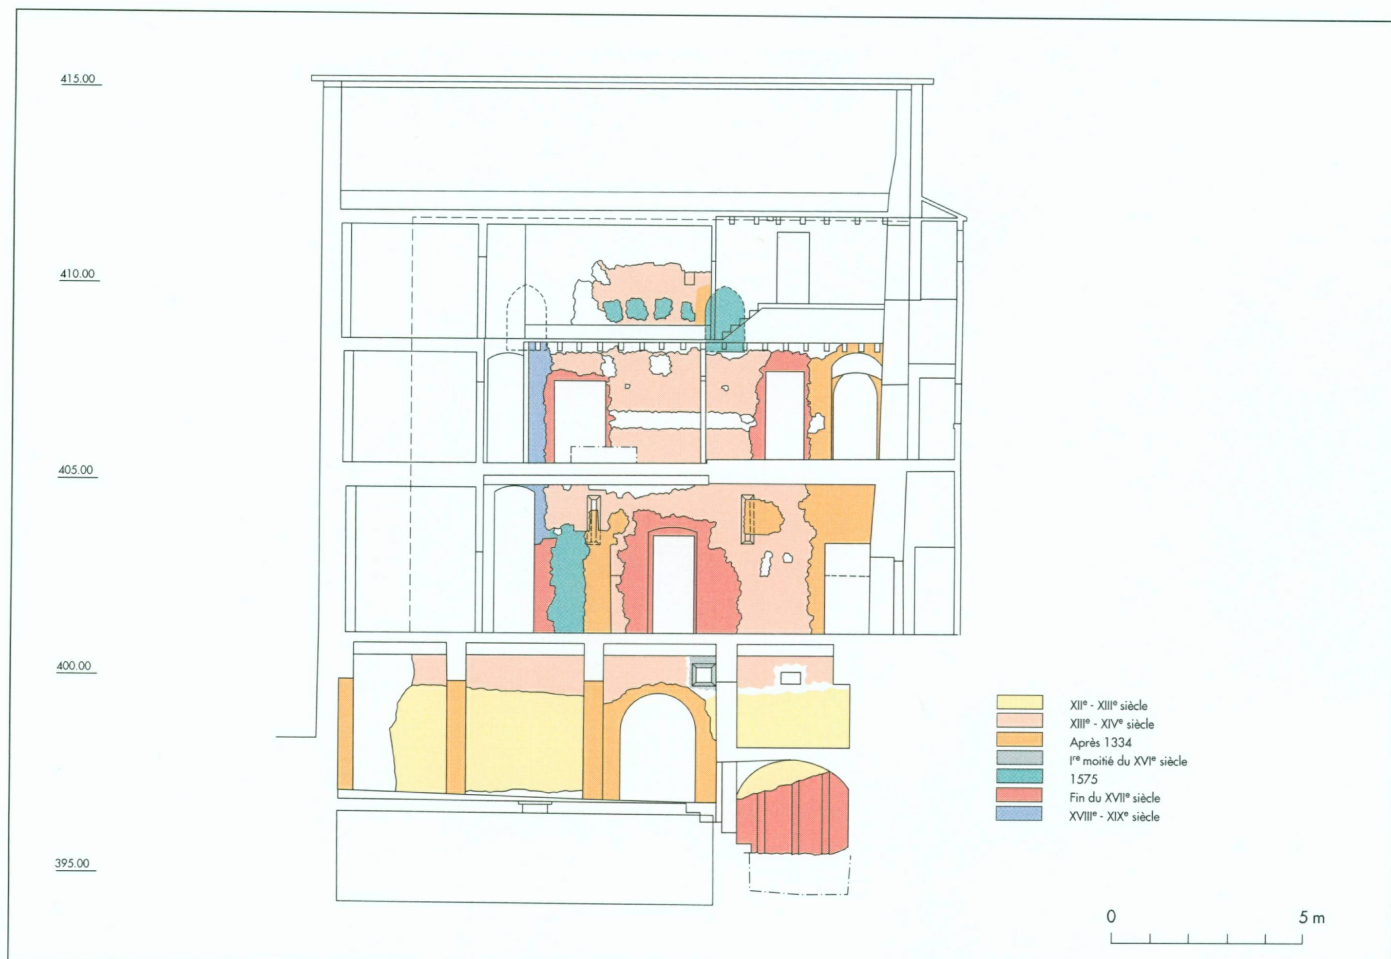 415.00
410.00
405.00
400.00
395.00
XIIe - XIIIe siècle
XIIIe - XIVe siècle
Après 1334
Ire moitié du XVIe siècle
1575
Fin du XVIIe siècle
XVIIIe - XIXe siècle
0 5 m